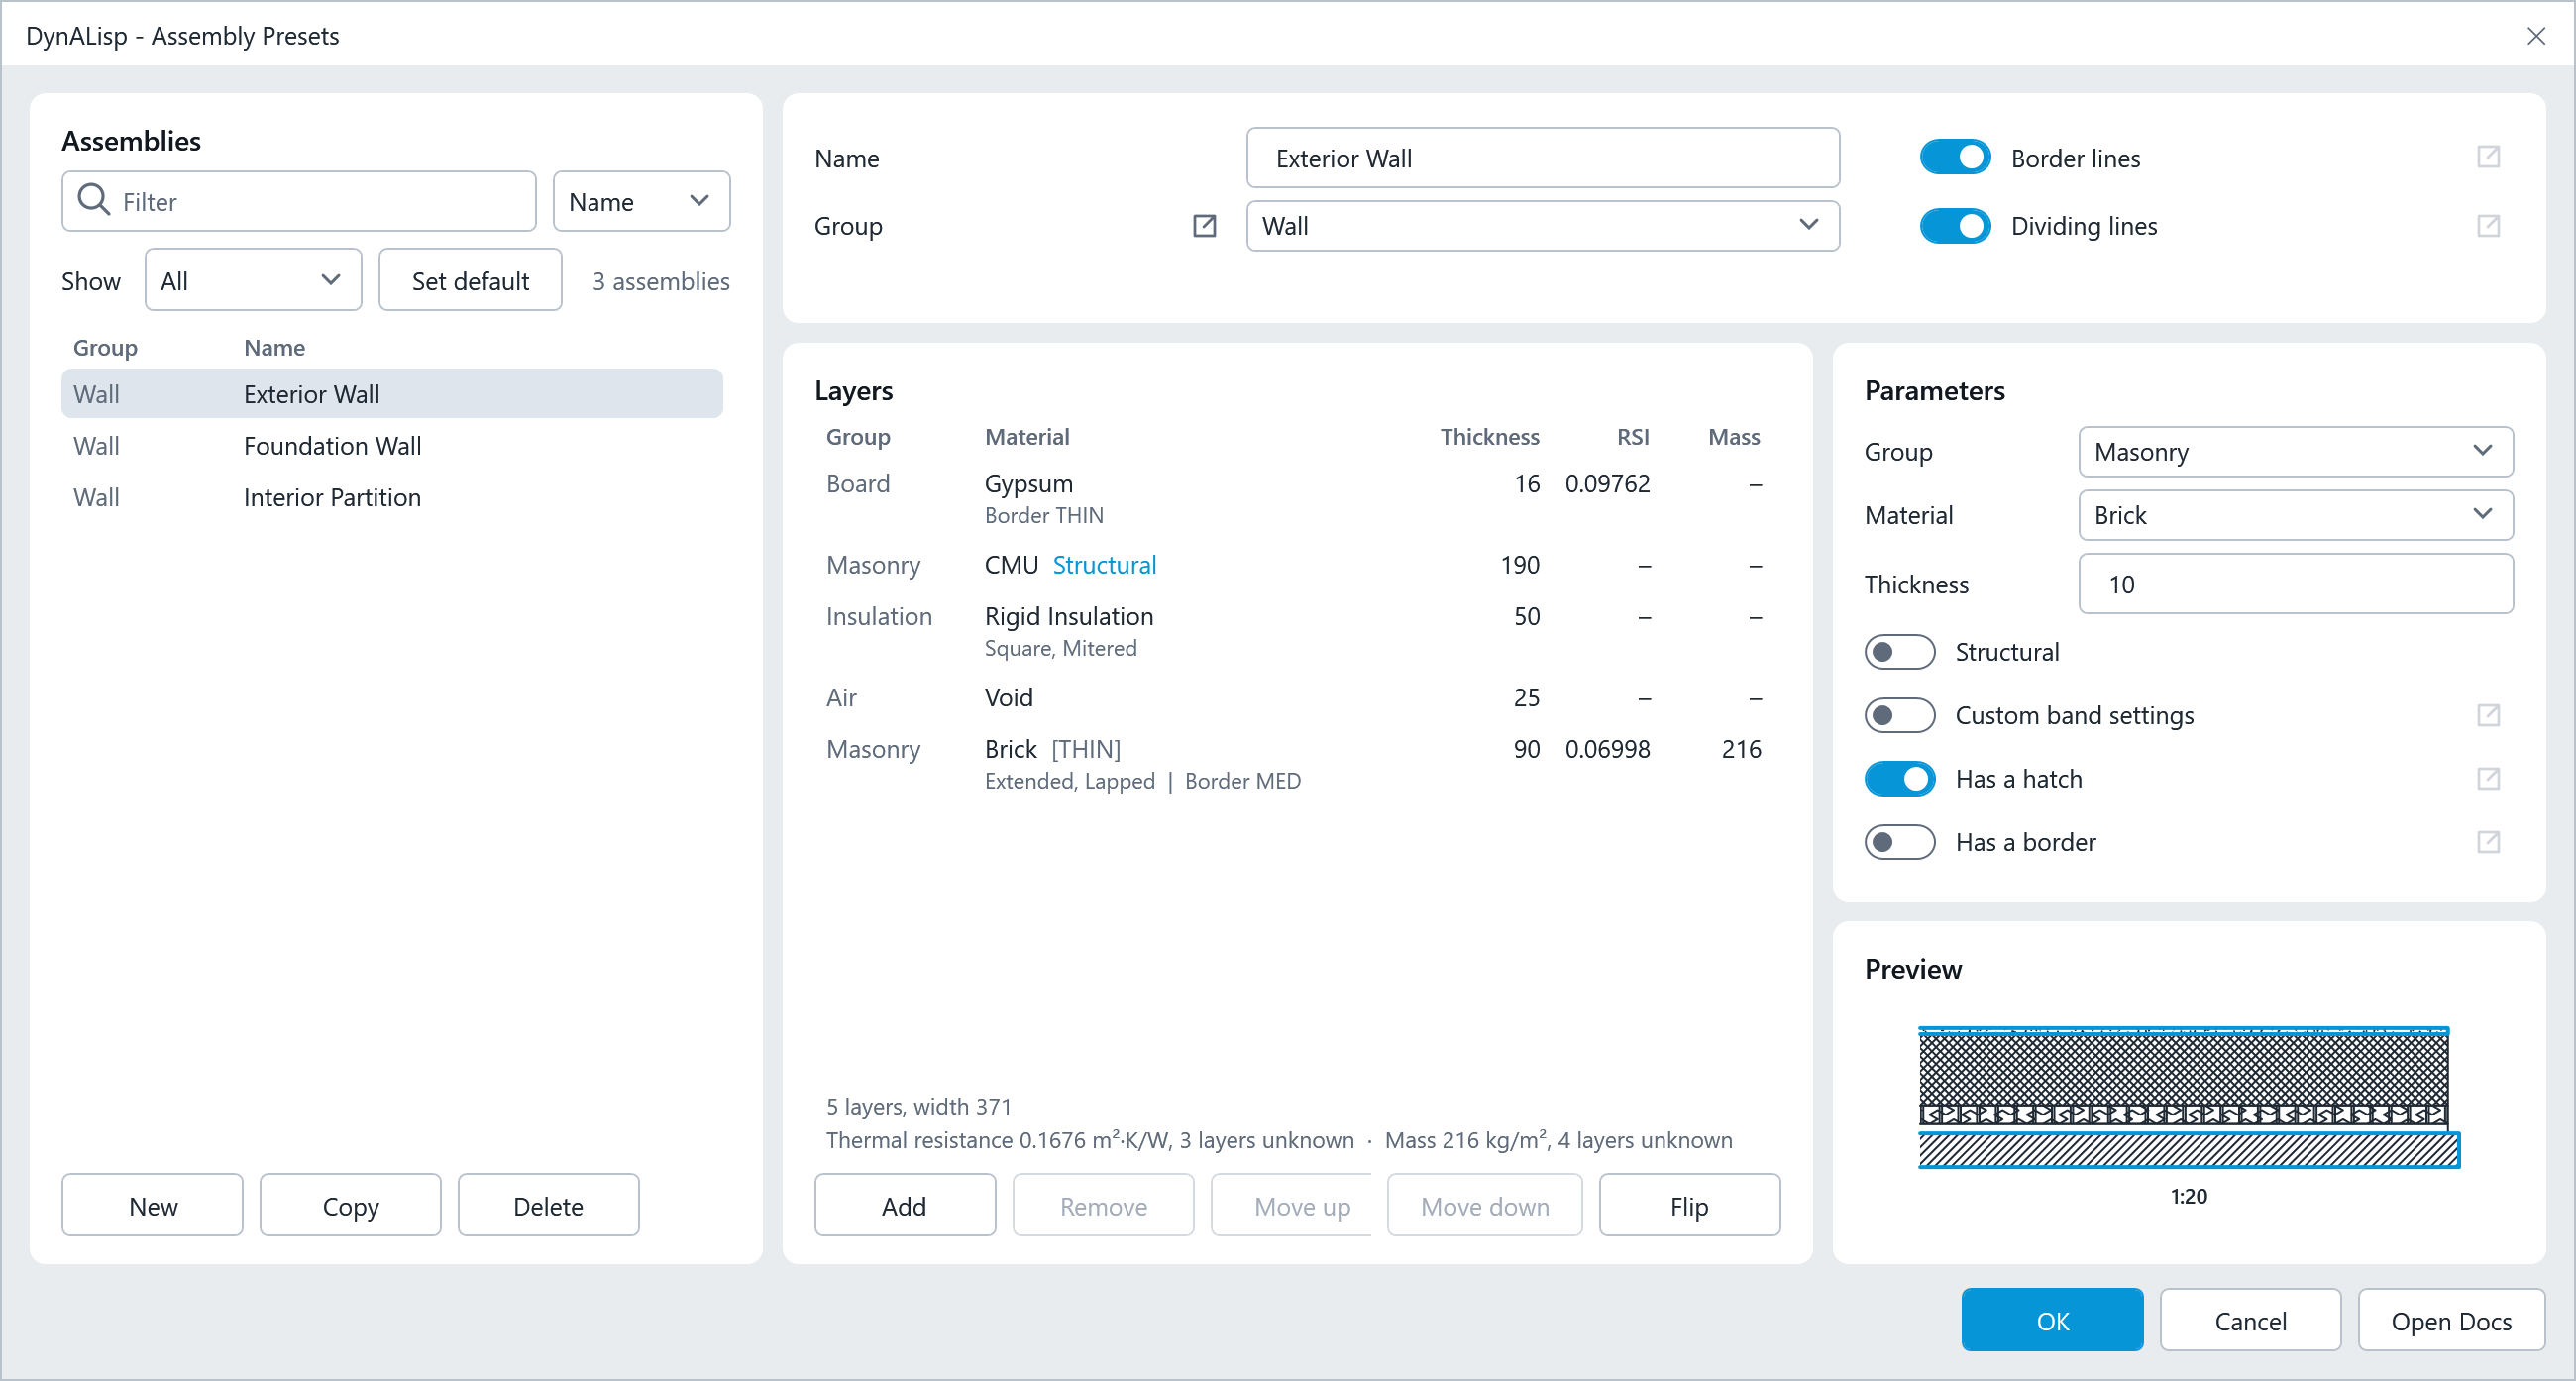 DynALisp - Assembly Presets
Assemblies
Filter
Name
Show
All
Set default
3 assemblies
Group Name
Wall Exterior Wall
Wall Foundation Wall
Wall Interior Partition
New
Copy
Delete
Name
Exterior Wall
Group
Wall
Border lines
Dividing lines
Layers
Group Material Thickness RSI Mass
Board Gypsum 16 0.09762 –
Border THIN
Masonry CMU Structural 190 – –
Insulation Rigid Insulation 50 – –
Square, Mitered
Air Void 25 – –
Masonry Brick [THIN] 90 0.06998 216
Extended, Lapped | Border MED
5 layers, width 371
Thermal resistance 0.1676 m²·K/W, 3 layers unknown · Mass 216 kg/m², 4 layers unknown
Add
Remove
Move up
Move down
Flip
Parameters
Group
Masonry
Material
Brick
Thickness
10
Structural
Custom band settings
Has a hatch
Has a border
Preview
1:20
OK
Cancel
Open Docs